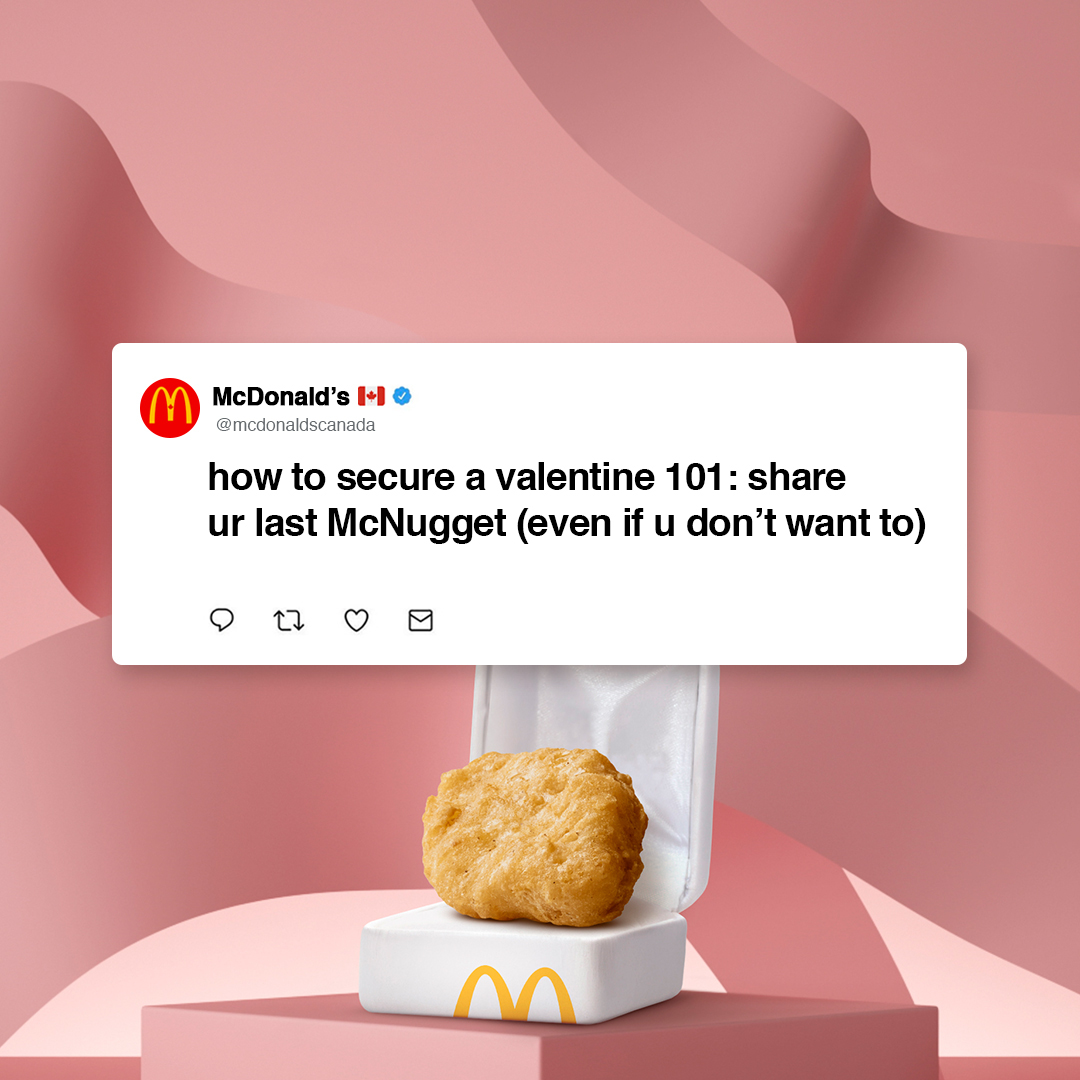 McDonald’s
@mcdonaldscanada
how to secure a valentine 101: share
ur last McNugget (even if u don’t want to)